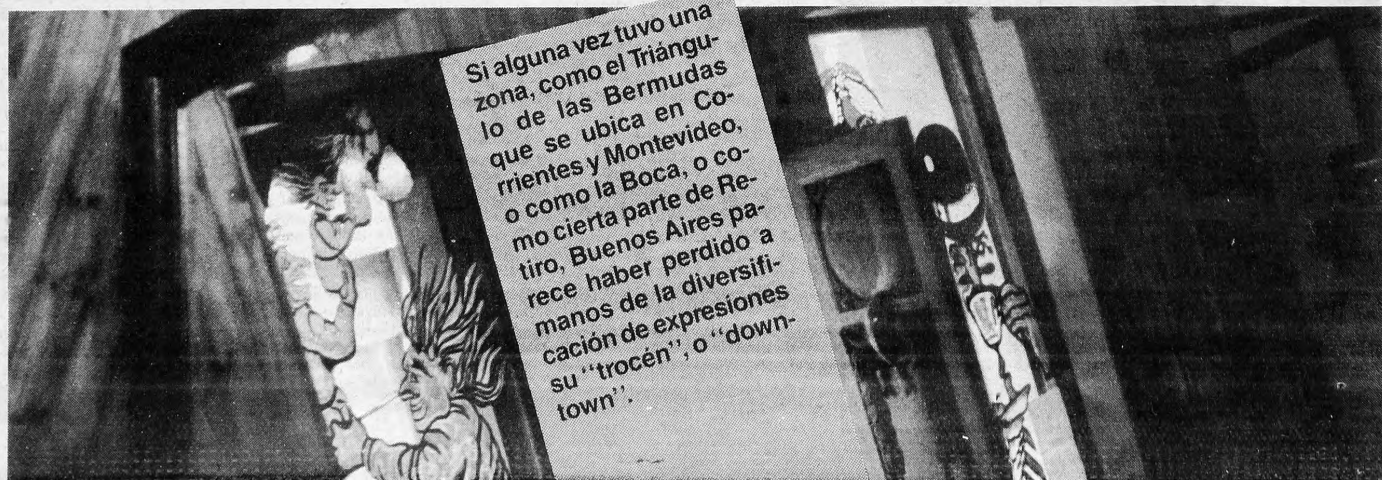 Si alguna vez tuvo una
zona, como el Triángu-
lo de las Bermudas
que se ubica en Co-
rrientes y Montevideo,
o como la Boca, o co-
mo cierta parte de Re-
tiro, Buenos Aires pa-
rece haber perdido a
manos de la diversifi-
cación de expresiones
su "trocén", o "down-
town".